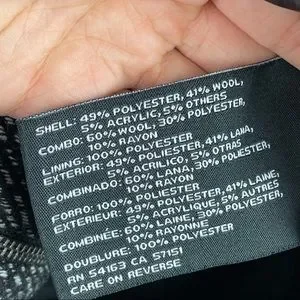 SHELL: 49% POLYESTER, 41% WOOL,
5% ACRYLIC, 5% OTHERS
COMBO: 60% WOOL, 30% POLYESTER,
10% RAYON
LINING: 100% POLYESTER
EXTERIOR: 49% POLIESTER, 41% LANA,
5% ACRILICO, 5% OTRAS
COMBINADO: 60% LANA, 30% POLIESTER,
10% RAYON
FORRO: 100% POLIESTER
EXTERIEUR: 49% POLYESTER, 41% LAINE,
5% ACRYLIQUE, 5% AUTRES
COMBINÉE: 60% LAINE, 30% POLYESTER,
10% RAYONNE
DOUBLURE: 100% POLYESTER
RN 54163 CA 57151
CARE ON REVERSE